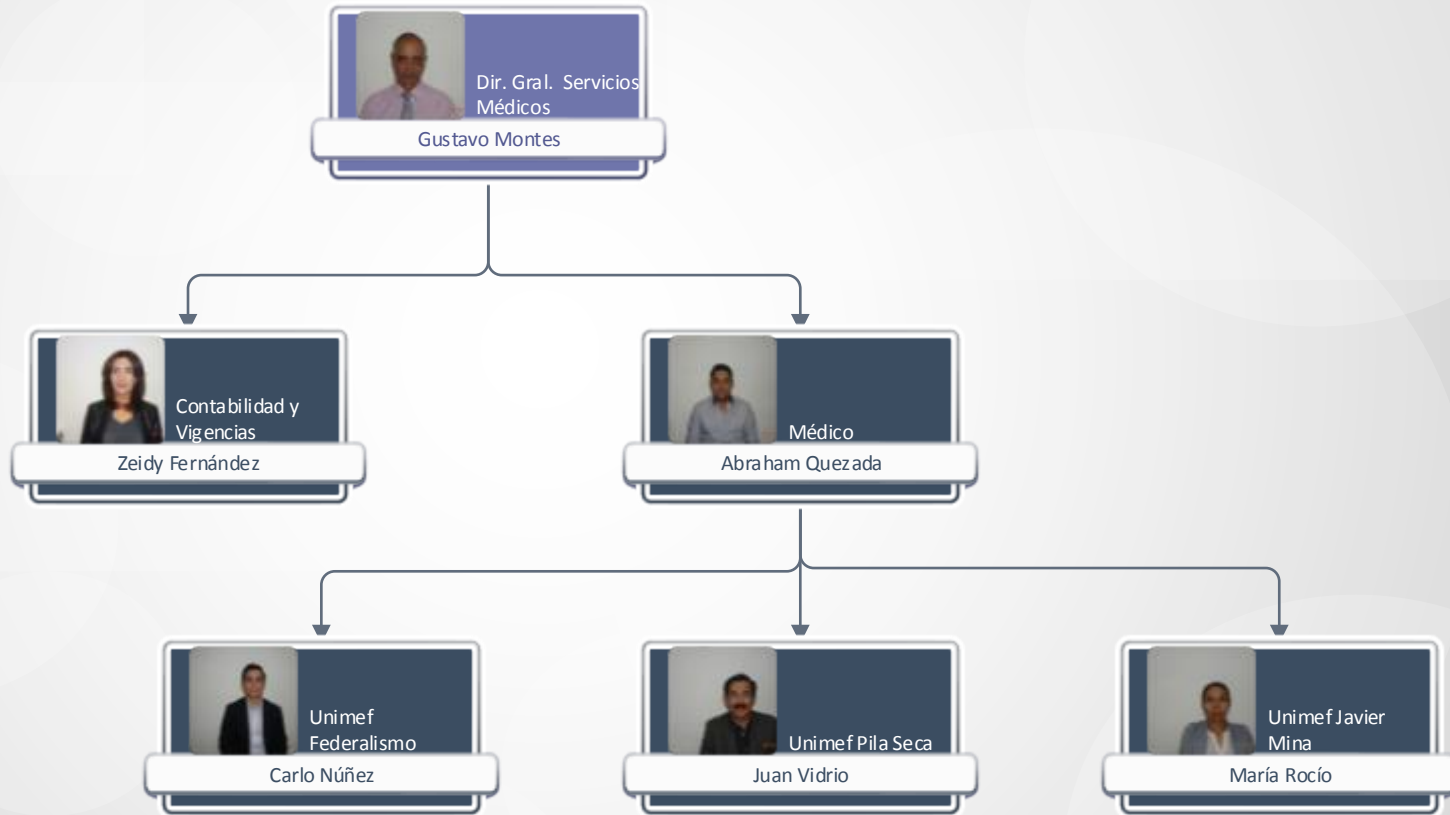 Dir. Gral. Servicios
Médicos
Gustavo Montes
Contabilidad y
Vigencias
Zeidy Fernández
Médico
Abraham Quezada
Unimef
Federalismo
Carlo Núñez
Unimef Pila Seca
Juan Vidrio
Unimef Javier
Mina
María Rocío